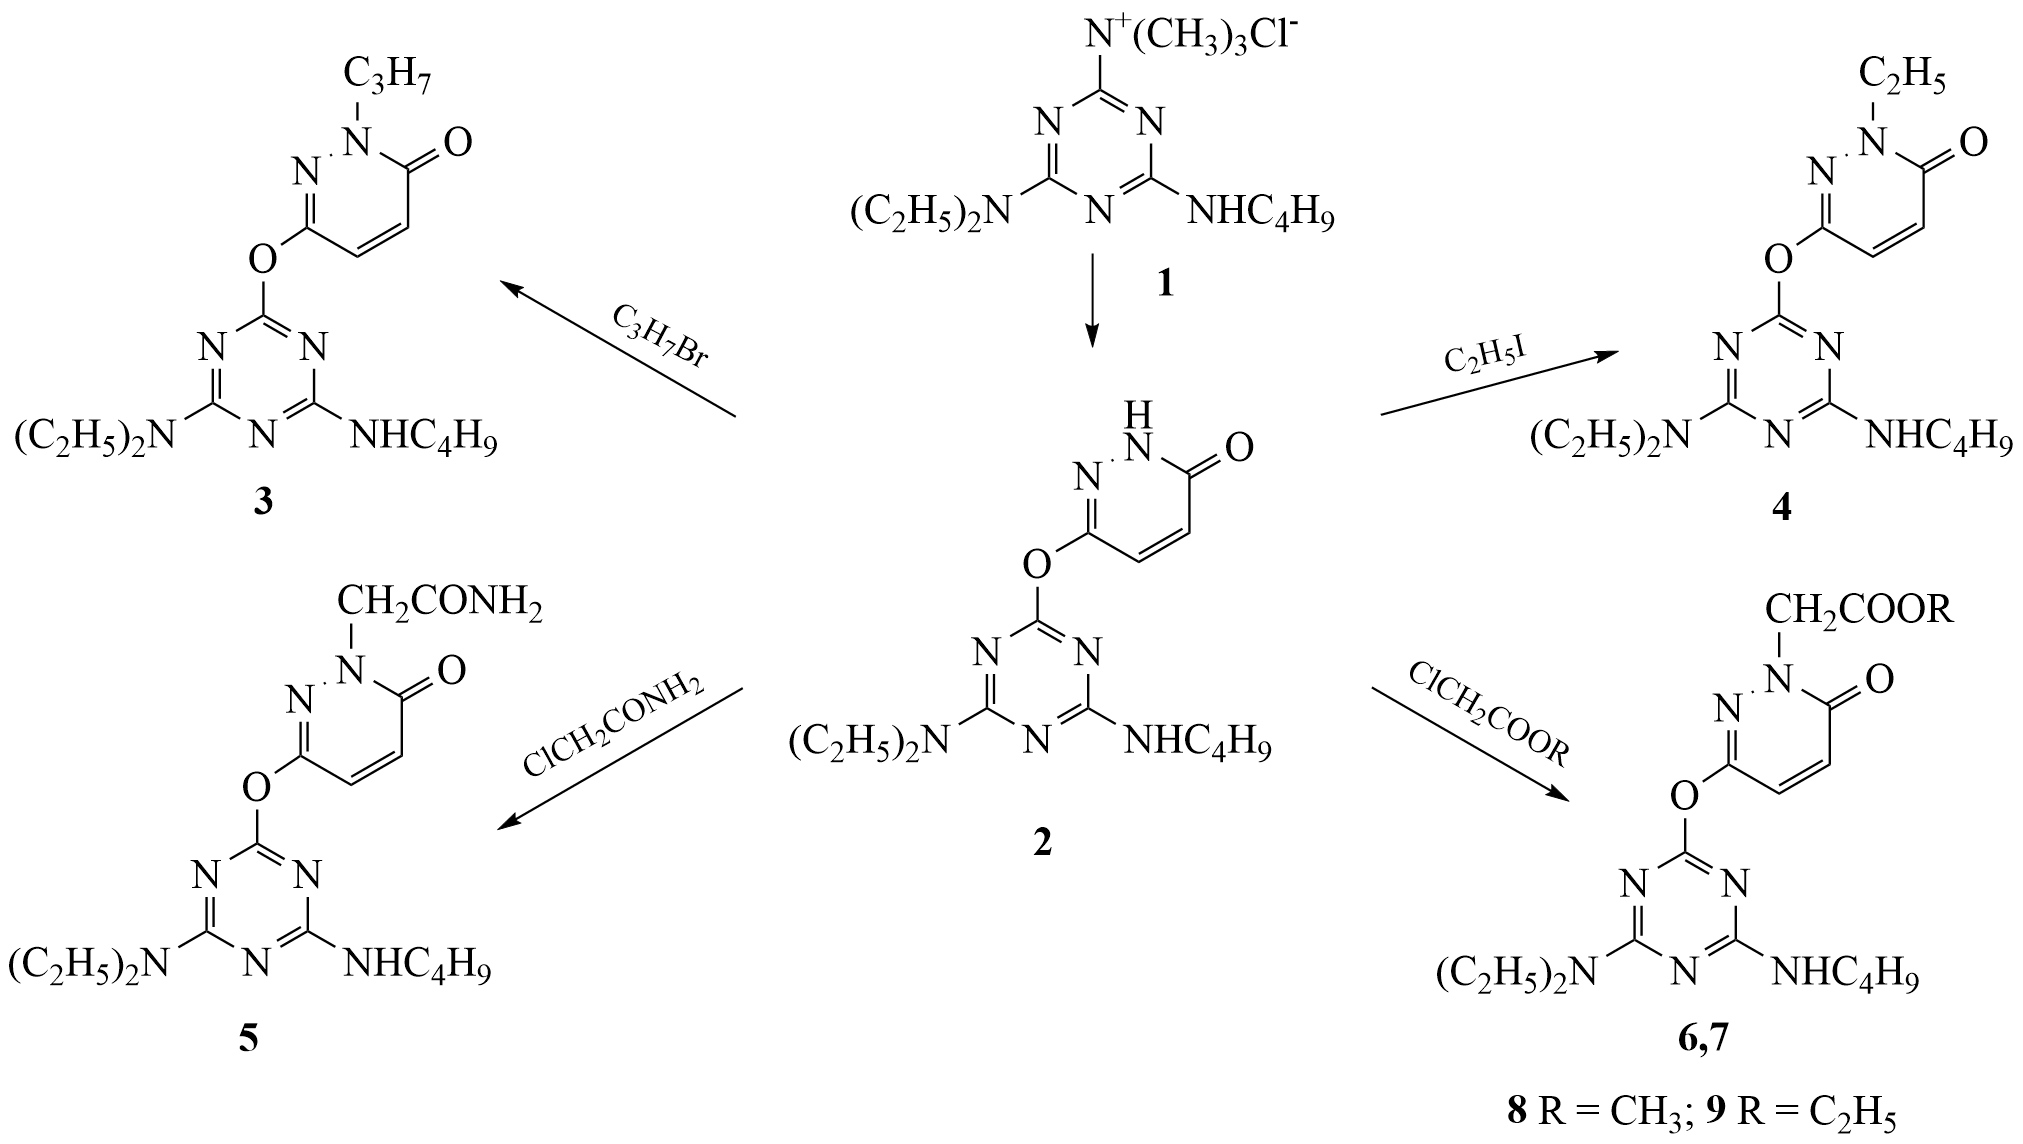 N⁺(CH₃)₃Cl⁻
N N
(C₂H₅)₂N N NHC₄H₉
1
C₃H₇
N O
N
O
N N
(C₂H₅)₂N N NHC₄H₉
3
C₂H₅
N O
N
O
N N
(C₂H₅)₂N N NHC₄H₉
4
C₃H₇Br
C₂H₅I
H
N O
N
O
N N
(C₂H₅)₂N N NHC₄H₉
2
ClCH₂CONH₂
ClCH₂COOR
CH₂CONH₂
N O
N
O
N N
(C₂H₅)₂N N NHC₄H₉
5
CH₂COOR
N O
N
O
N N
(C₂H₅)₂N N NHC₄H₉
6,7
8 R = CH₃; 9 R = C₂H₅